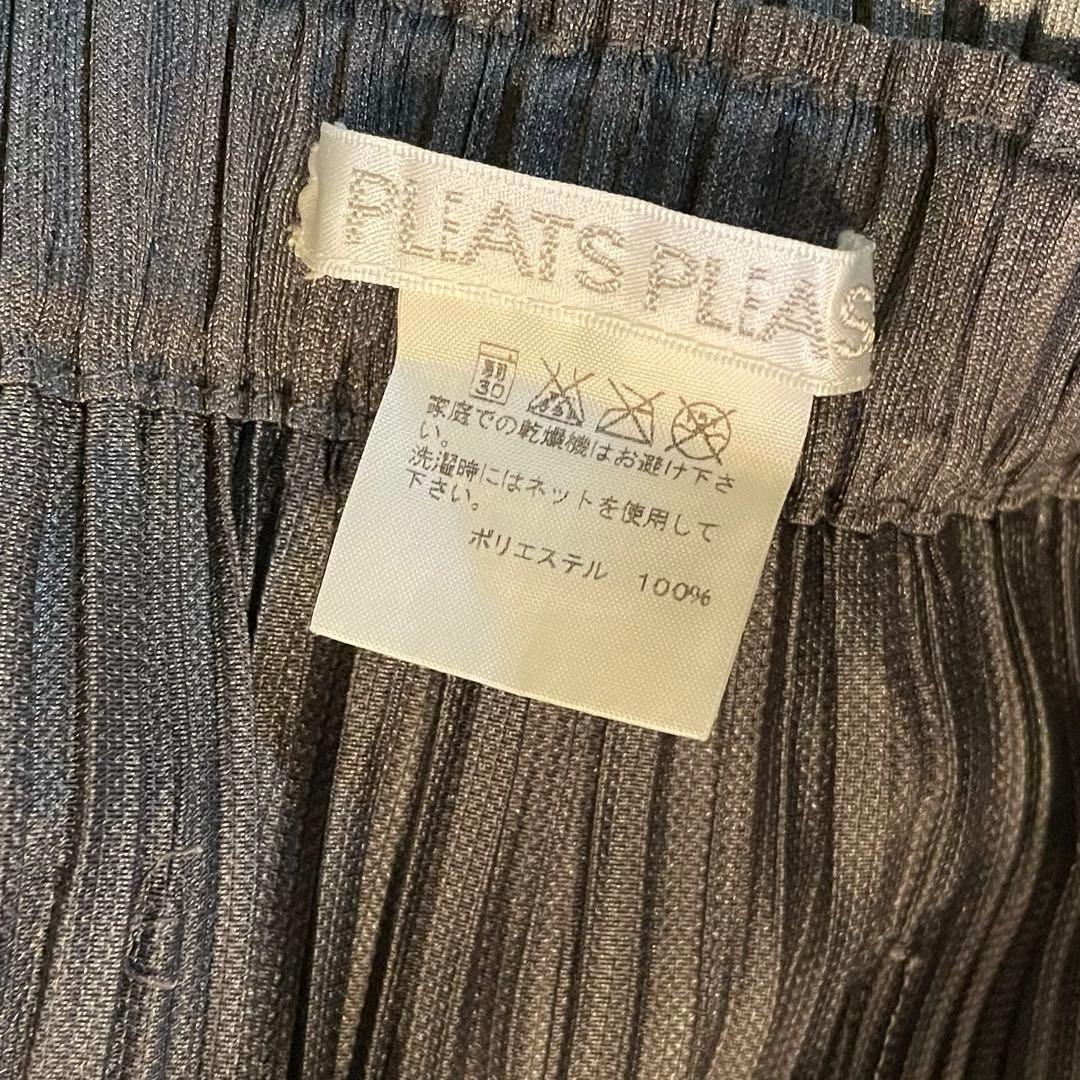 PLEATS PLEAS
弱
30
家庭での乾燥機はお避け下さ
い。
洗濯時にはネットを使用して
下さい。
ポリエステル 100%